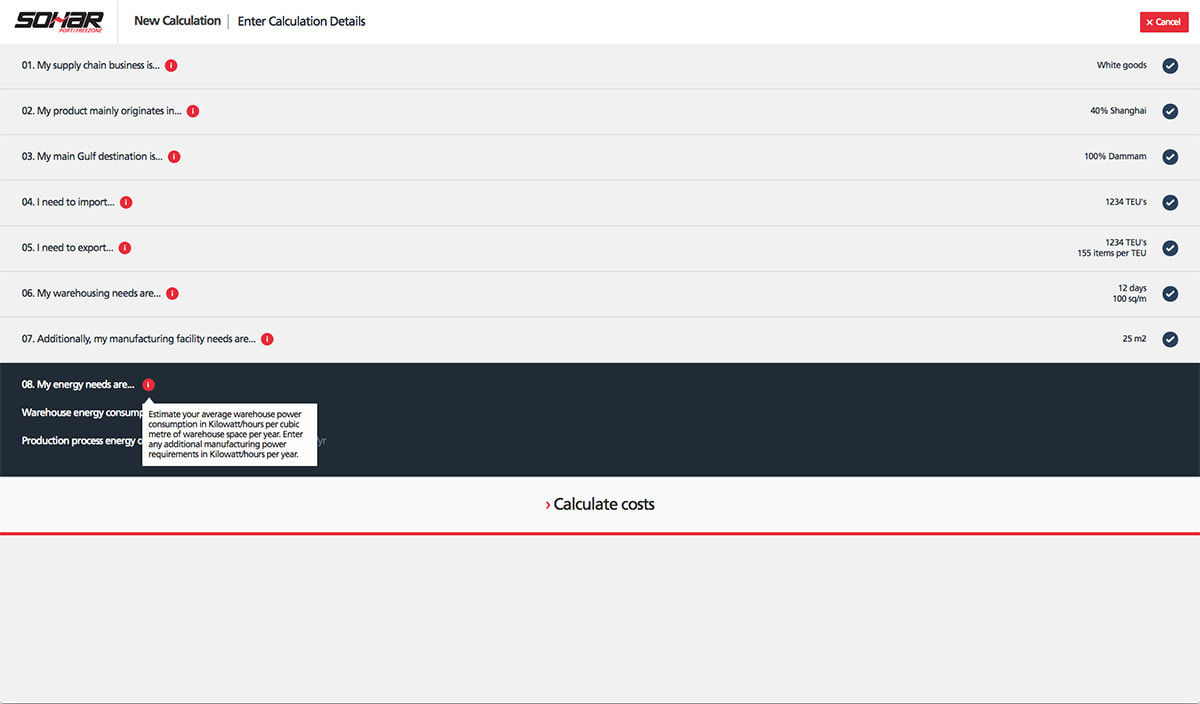 SOHAR
PORT | FREEZONE
New Calculation | Enter Calculation Details
× Cancel
01. My supply chain business is... i
White goods
02. My product mainly originates in... i
40% Shanghai
03. My main Gulf destination is... i
100% Dammam
04. I need to import... i
1234 TEU's
05. I need to export... i
1234 TEU's
155 items per TEU
06. My warehousing needs are... i
12 days
100 sq/m
07. Additionally, my manufacturing facility needs are... i
25 m2
08. My energy needs are... i
Warehouse energy
Production process energy
/yr
Estimate your average warehouse power
consumption in Kilowatt/hours per cubic
metre of warehouse space per year. Enter
any additional manufacturing power
requirements in Kilowatt/hours per year.
› Calculate costs